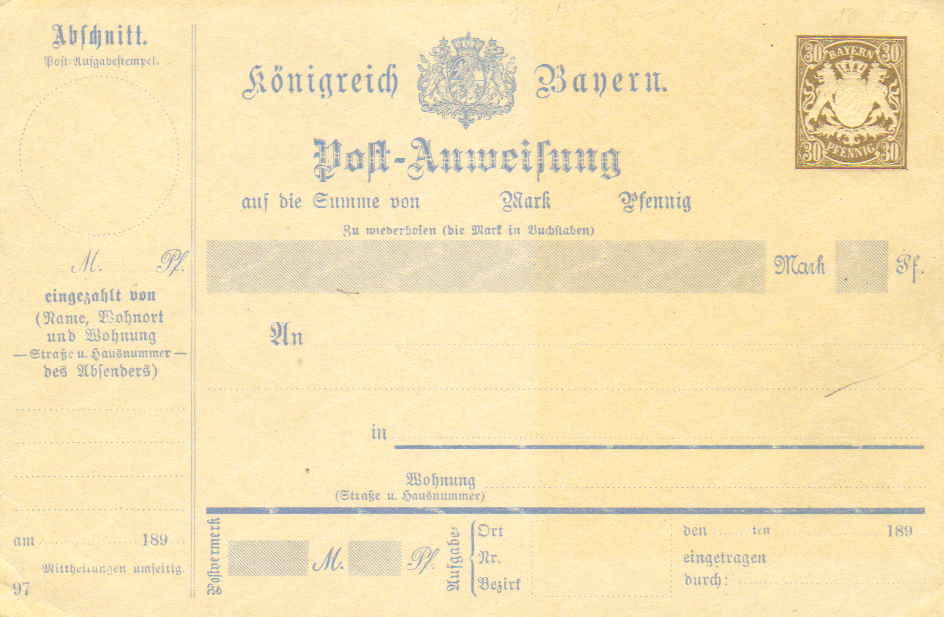 Abschnitt.
Post-Ausgabestempel.
M. Pf.
eingezahlt von
(Name, Wohnort
und Wohnung
— Straße u. Hausnummer —
des Absenders)
am 189
Mittheilungen umseitig.
97
Königreich Bayern.
30 BAYERN 30
30 PFENNIG 30
Post-Anweisung
auf die Summe von Mark Pfennig
Zu wiederholen (die Mark in Buchstaben)
Mark Pf.
An
in
Wohnung
(Straße u. Hausnummer)
Postvermerk
M. Pf.
Aufgabe-
Ort
Nr.
Bezirk
den ten 189
eingetragen
durch: